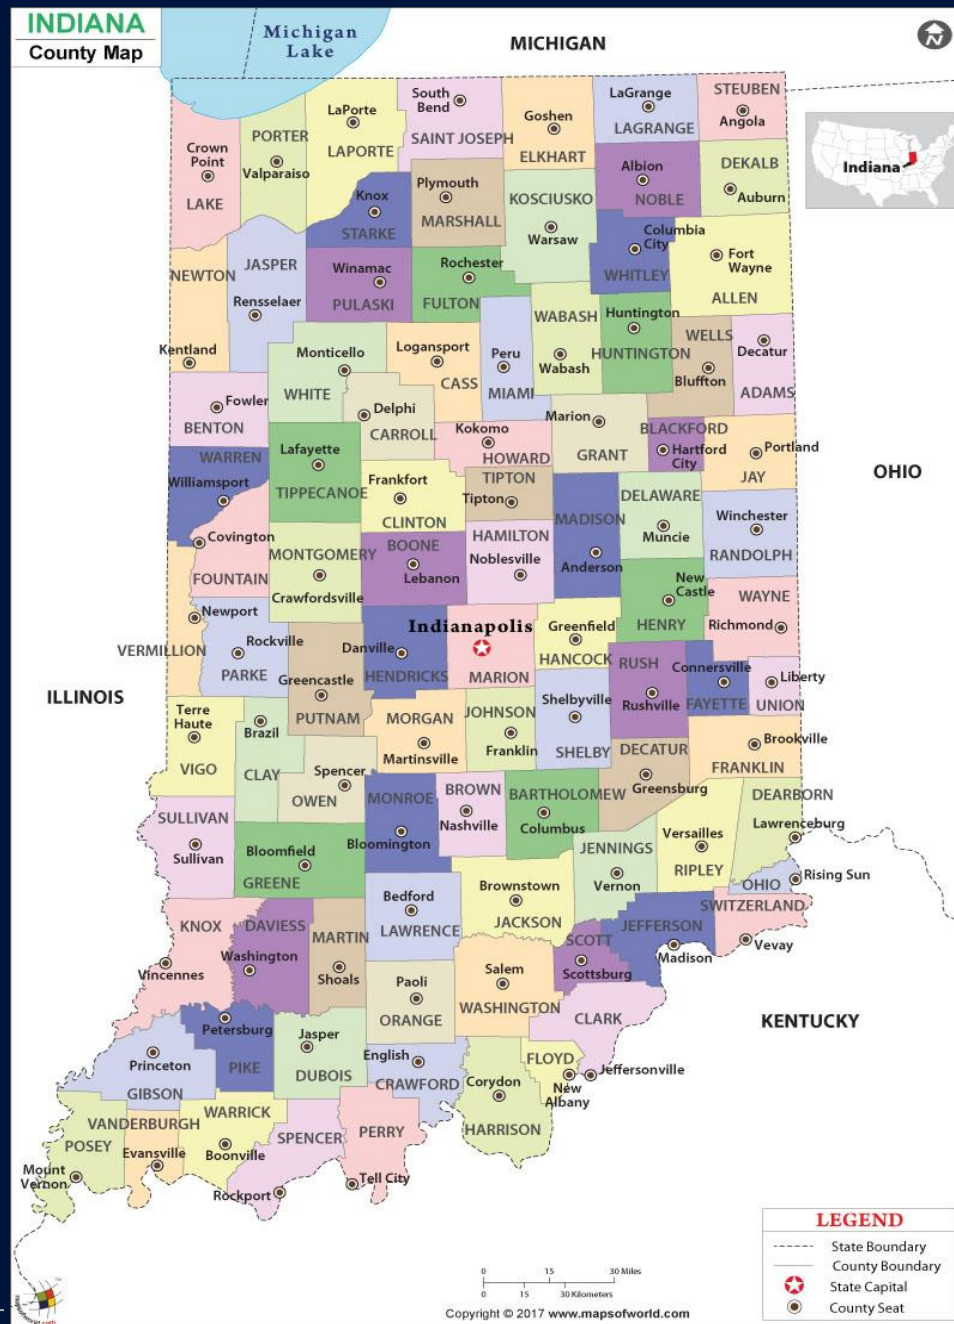 INDIANA
County Map
Michigan
Lake
MICHIGAN
N
South
Bend
SAINT JOSEPH
LaPorte
LAPORTE
PORTER
Valparaiso
Crown
Point
LAKE
Goshen
ELKHART
LaGrange
LAGRANGE
STEUBEN
Angola
Indiana
Knox
STARKE
Plymouth
MARSHALL
KOSCIUSKO
Warsaw
Albion
NOBLE
DEKALB
Auburn
Columbia
City
WHITLEY
Fort
Wayne
ALLEN
NEWTON
Kentland
JASPER
Rensselaer
Winamac
PULASKI
Rochester
FULTON
WABASH
Wabash
Huntington
HUNTINGTON
WELLS
Bluffton
Decatur
ADAMS
Monticello
WHITE
Logansport
CASS
Peru
MIAMI
Fowler
BENTON
Delphi
CARROLL
Kokomo
HOWARD
Marion
GRANT
BLACKFORD
Hartford
City
Portland
JAY
OHIO
WARREN
Williamsport
Lafayette
TIPPECANOE
Frankfort
CLINTON
TIPTON
Tipton
MADISON
Anderson
DELAWARE
Muncie
Winchester
RANDOLPH
Covington
FOUNTAIN
MONTGOMERY
Crawfordsville
BOONE
Lebanon
HAMILTON
Noblesville
New
Castle
HENRY
WAYNE
Richmond
Newport
VERMILLION
Rockville
PARKE
Greencastle
PUTNAM
Danville
HENDRICKS
Indianapolis
MARION
Greenfield
HANCOCK
RUSH
Rushville
Connersville
FAYETTE
Liberty
UNION
ILLINOIS
Terre
Haute
VIGO
Brazil
CLAY
Spencer
OWEN
MORGAN
Martinsville
JOHNSON
Franklin
Shelbyville
SHELBY
DECATUR
Greensburg
Brookville
FRANKLIN
SULLIVAN
Sullivan
Bloomfield
GREENE
MONROE
Bloomington
BROWN
Nashville
BARTHOLOMEW
Columbus
JENNINGS
Vernon
Versailles
RIPLEY
DEARBORN
Lawrenceburg
OHIO
Rising Sun
SWITZERLAND
Vevay
KNOX
Vincennes
DAVIESS
Washington
MARTIN
Shoals
Bedford
LAWRENCE
Brownstown
JACKSON
SCOTT
Scottsburg
JEFFERSON
Madison
Paoli
ORANGE
Salem
WASHINGTON
CLARK
Jeffersonville
KENTUCKY
Princeton
GIBSON
Petersburg
PIKE
Jasper
DUBOIS
English
CRAWFORD
Corydon
HARRISON
FLOYD
New
Albany
POSEY
Mount
Vernon
VANDERBURGH
Evansville
WARRICK
Boonville
SPENCER
Rockport
PERRY
Tell City
LEGEND
State Boundary
County Boundary
State Capital
County Seat
0 15 30 Miles
0 15 30 Kilometers
Copyright © 2017 www.mapsofworld.com
mapsofworld.com